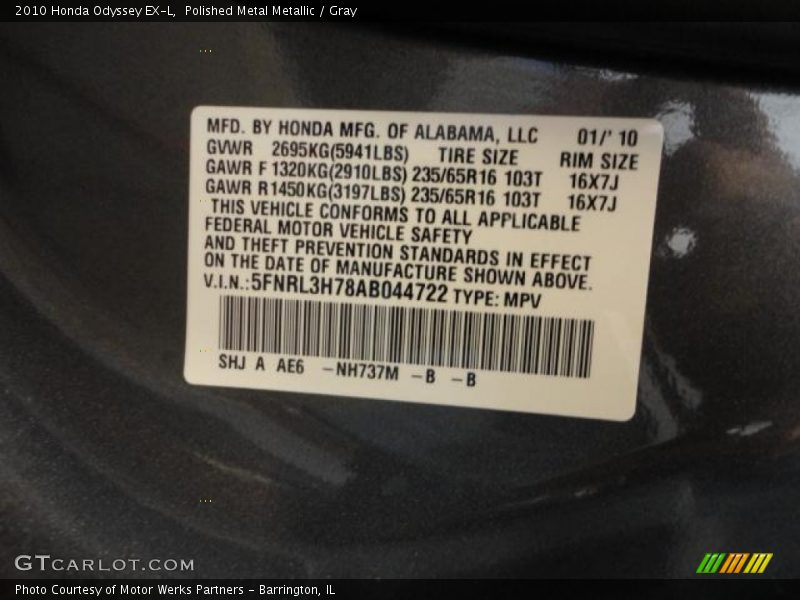 2010 Honda Odyssey EX-L,  Polished Metal Metallic / Gray
MFD. BY HONDA MFG. OF ALABAMA, LLC 01/' 10
GVWR 2695KG(5941LBS) TIRE SIZE RIM SIZE
GAWR F 1320KG(2910LBS) 235/65R16 103T 16X7J
GAWR R1450KG(3197LBS) 235/65R16 103T 16X7J
THIS VEHICLE CONFORMS TO ALL APPLICABLE
FEDERAL MOTOR VEHICLE SAFETY
AND THEFT PREVENTION STANDARDS IN EFFECT
ON THE DATE OF MANUFACTURE SHOWN ABOVE.
V.I.N.:5FNRL3H78AB044722 TYPE: MPV
SHJ A AE6 -NH737M -B -B
GTcarlot.com
Photo Courtesy of Motor Werks Partners - Barrington, IL